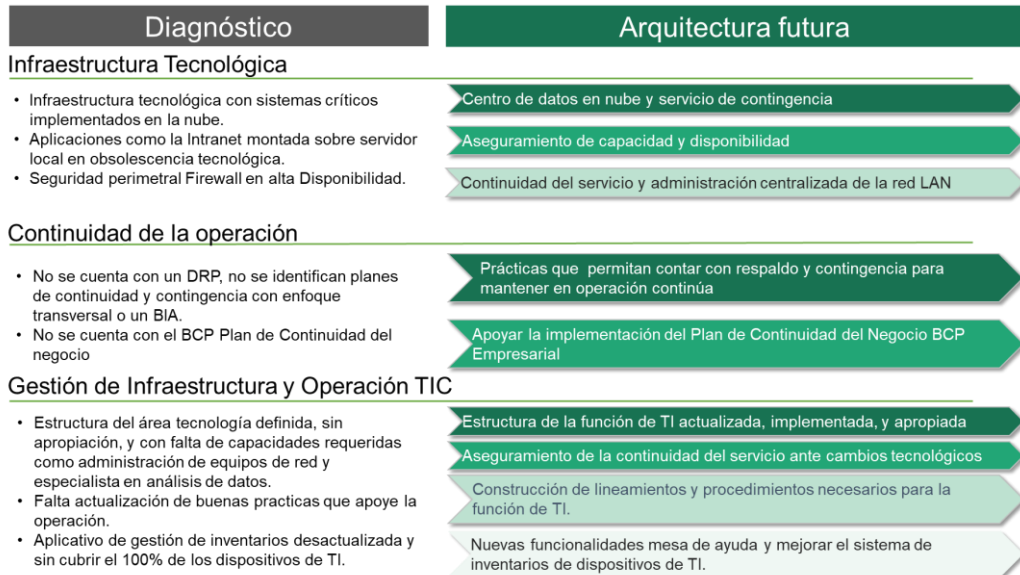 Diagnóstico
Arquitectura futura
Infraestructura Tecnológica
• Infraestructura tecnológica con sistemas críticos
implementados en la nube.
• Aplicaciones como la Intranet montada sobre servidor
local en obsolescencia tecnológica.
• Seguridad perimetral Firewall en alta Disponibilidad.
Centro de datos en nube y servicio de contingencia
Aseguramiento de capacidad y disponibilidad
Continuidad del servicio y administración centralizada de la red LAN
Continuidad de la operación
• No se cuenta con un DRP, no se identifican planes
de continuidad y contingencia con enfoque
transversal o un BIA.
• No se cuenta con el BCP Plan de Continuidad del
negocio
Prácticas que permitan contar con respaldo y contingencia para
mantener en operación continúa
Apoyar la implementación del Plan de Continuidad del Negocio BCP
Empresarial
Gestión de Infraestructura y Operación TIC
• Estructura del área tecnología definida, sin
apropiación, y con falta de capacidades requeridas
como administración de equipos de red y
especialista en análisis de datos.
• Falta actualización de buenas practicas que apoye la
operación.
• Aplicativo de gestión de inventarios desactualizada y
sin cubrir el 100% de los dispositivos de TI.
Estructura de la función de TI actualizada, implementada, y apropiada
Aseguramiento de la continuidad del servicio ante cambios tecnológicos
Construcción de lineamientos y procedimientos necesarios para la
función de TI.
Nuevas funcionalidades mesa de ayuda y mejorar el sistema de
inventarios de dispositivos de TI.